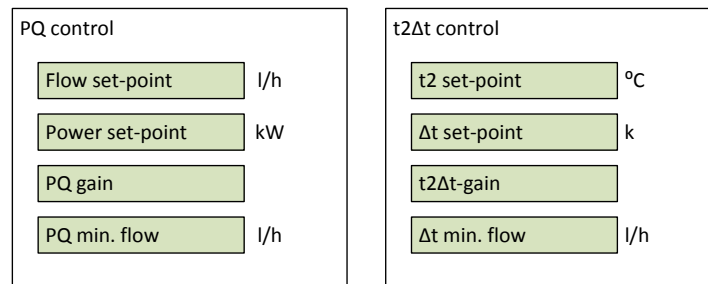 PQ control
Flow set-point l/h
Power set-point kW
PQ gain
PQ min. flow l/h
t2Δt control
t2 set-point ⁰C
Δt set-point k
t2Δt-gain
Δt min. flow l/h